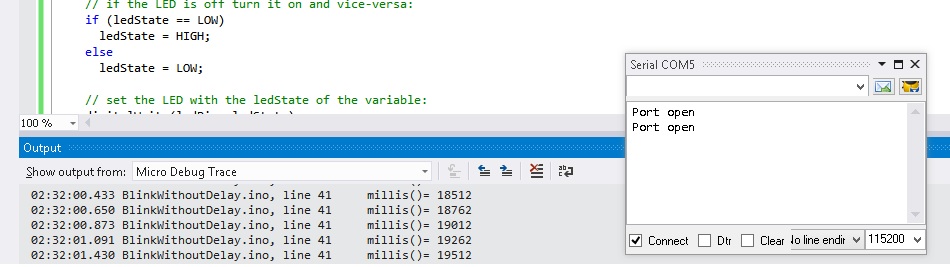 // if the LED is off turn it on and vice-versa:
if (ledState == LOW)
ledState = HIGH;
else
ledState = LOW;
// set the LED with the ledState of the variable:
100 %
Output
Show output from: Micro Debug Trace
02:32:00.433 BlinkWithoutDelay.ino, line 41 millis()= 18512
02:32:00.650 BlinkWithoutDelay.ino, line 41 millis()= 18762
02:32:00.873 BlinkWithoutDelay.ino, line 41 millis()= 19012
02:32:01.091 BlinkWithoutDelay.ino, line 41 millis()= 19262
02:32:01.430 BlinkWithoutDelay.ino, line 41 millis()= 19512
Serial COM5
Port open
Port open
Connect Dtr Clear line 115200